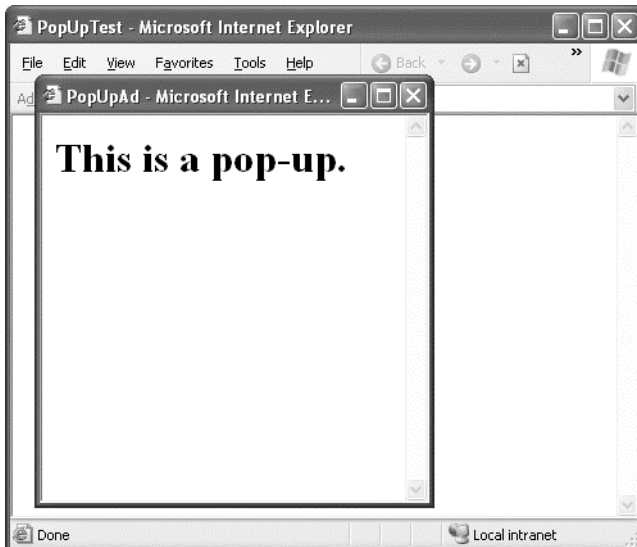 PopUpTest - Microsoft Internet Explorer
File Edit View Favorites Tools Help Back »
Ad
PopUpAd - Microsoft Internet E...
This is a pop-up.
Done Local intranet